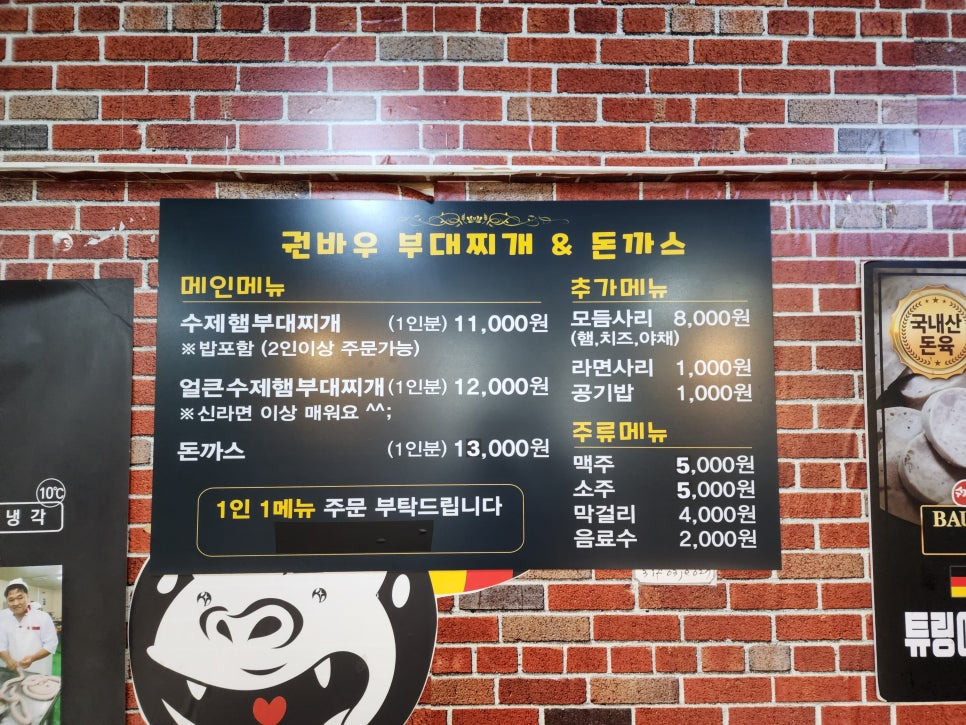 권바우 부대찌개 & 돈까스
메인메뉴
수제햄부대찌개 (1인분) 11,000원
※밥포함 (2인이상 주문가능)
얼큰수제햄부대찌개 (1인분) 12,000원
※신라면 이상 매워요 ^^;
돈까스 (1인분) 13,000원
1인 1메뉴 주문 부탁드립니다
추가메뉴
모듬사리 8,000원
(햄,치즈,야채)
라면사리 1,000원
공기밥 1,000원
주류메뉴
맥주 5,000원
소주 5,000원
막걸리 4,000원
음료수 2,000원
10℃
냉각
국내산
돈육
BAU
튜링